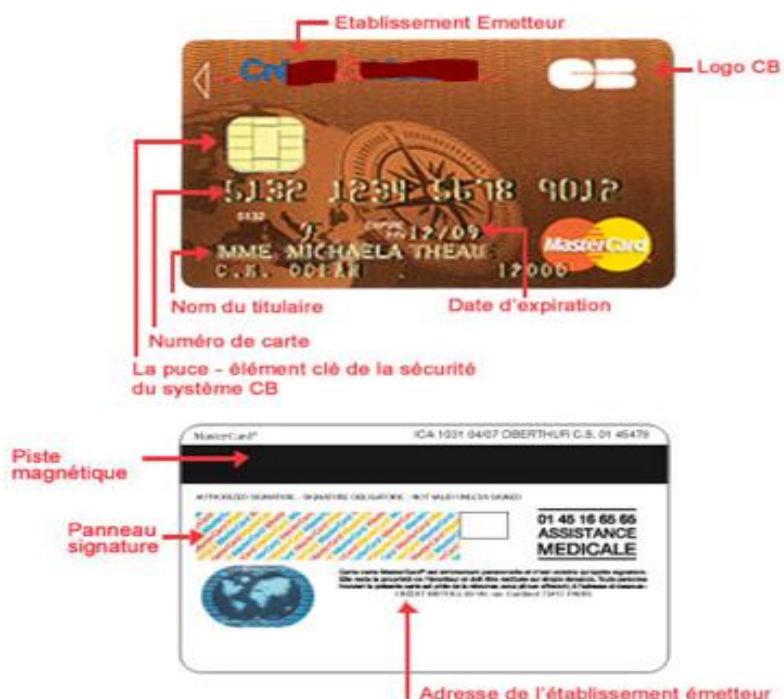 Etablissement Emetteur
Logo CB
5132 1234 5678 9012
5132
12/09
MME MICHAELA THEAU
MasterCard
C.M. OCEAN 12000
Nom du titulaire
Date d'expiration
Numéro de carte
La puce - élément clé de la sécurité
du système CB
MasterCard®
ICA 1031 04/07 OBERTHUR C.S. 01 45479
Piste
magnétique
AUTHORIZED SIGNATURE - SIGNATURE OBLIGATOIRE - NOT VALID UNLESS SIGNED
Panneau
signature
01 45 16 65 65
ASSISTANCE
MEDICALE
Adresse de l'établissement émetteur